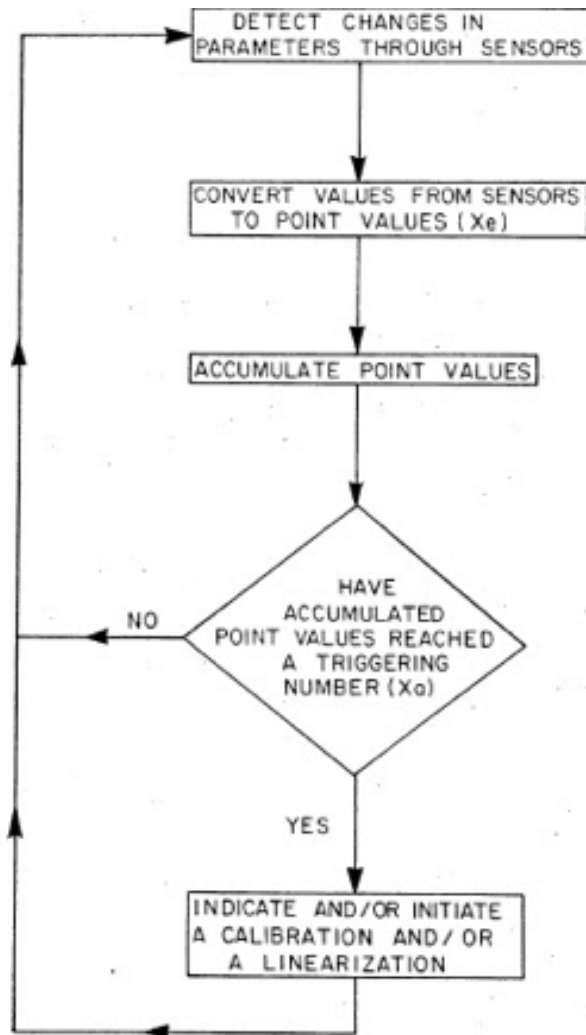 DETECT CHANGES IN
PARAMETERS THROUGH SENSORS
CONVERT VALUES FROM SENSORS
TO POINT VALUES (Xe)
ACCUMULATE POINT VALUES
HAVE
ACCUMULATED
POINT VALUES REACHED
A TRIGGERING
NUMBER (Xa)
NO
YES
INDICATE AND/OR INITIATE
A CALIBRATION AND/OR
A LINEARIZATION